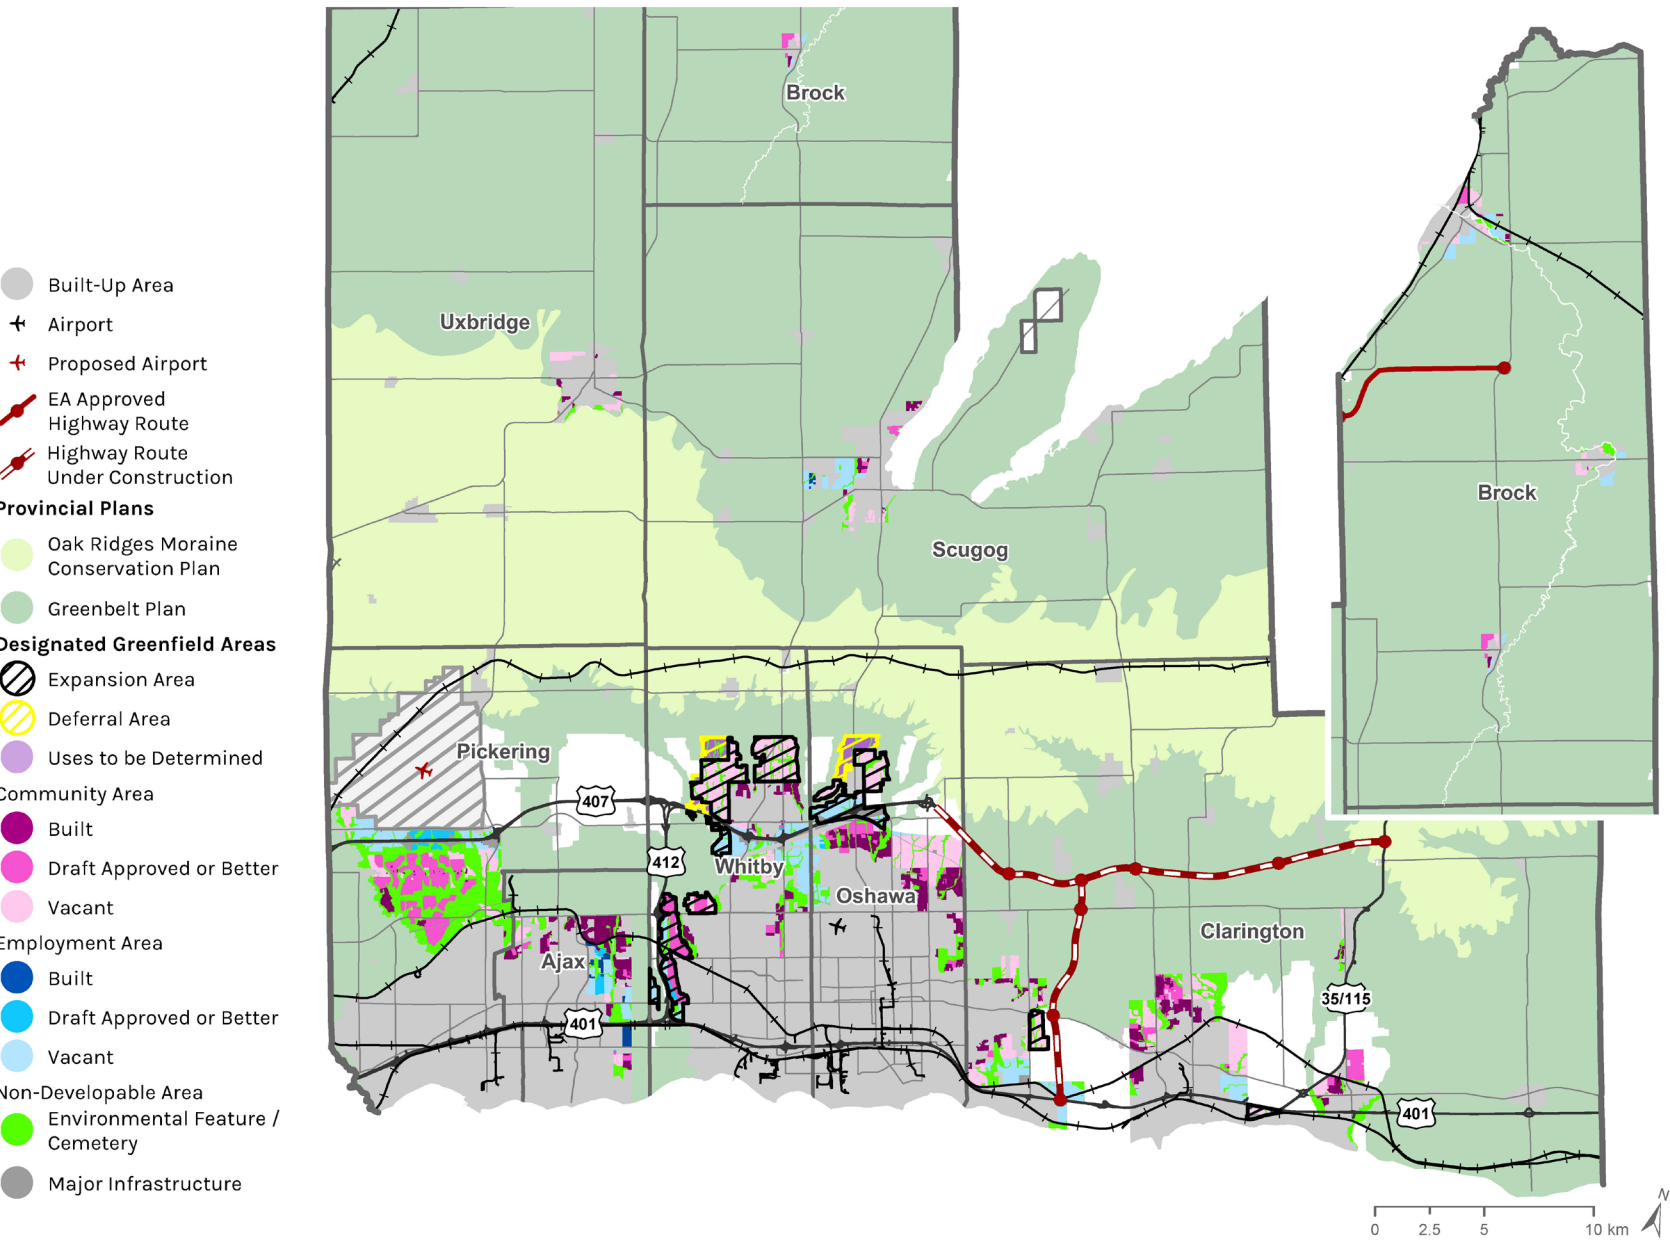 Built-Up Area
Airport
Proposed Airport
EA Approved
Highway Route
Highway Route
Under Construction
Provincial Plans
Oak Ridges Moraine
Conservation Plan
Greenbelt Plan
Designated Greenfield Areas
Expansion Area
Deferral Area
Uses to be Determined
Community Area
Built
Draft Approved or Better
Vacant
Employment Area
Built
Draft Approved or Better
Vacant
Non-Developable Area
Environmental Feature /
Cemetery
Major Infrastructure
Brock
Uxbridge
Scugog
Brock
Pickering
407
412
Whitby
Oshawa
Ajax
401
Clarington
35/115
401
0 2.5 5 10 km
N